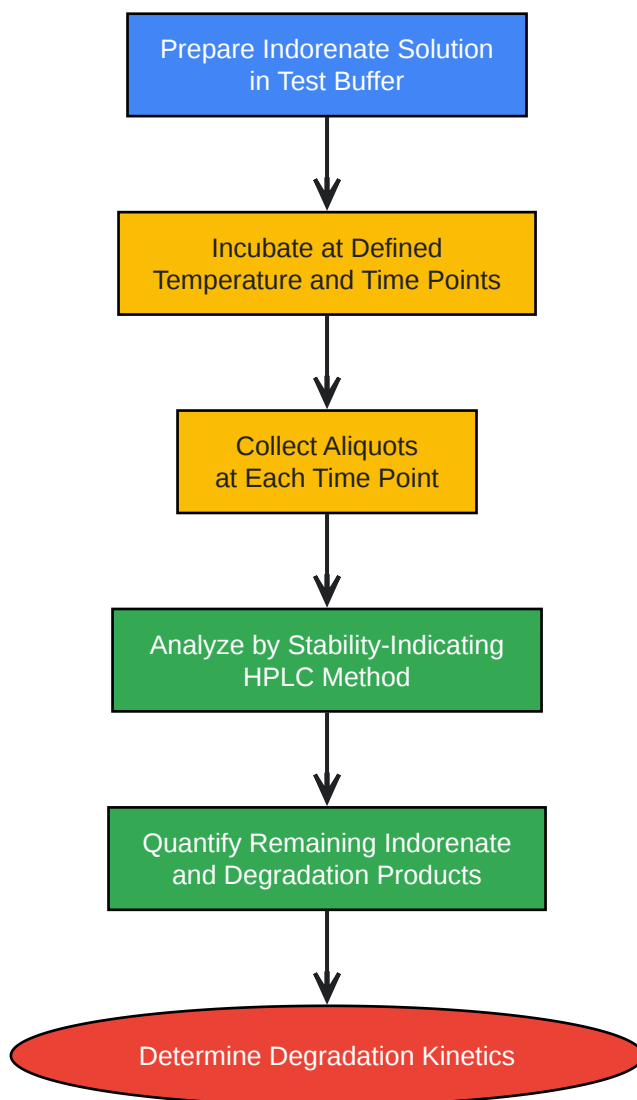 Prepare Indorenate Solution
in Test Buffer
Incubate at Defined
Temperature and Time Points
Collect Aliquots
at Each Time Point
Analyze by Stability-Indicating
HPLC Method
Quantify Remaining Indorenate
and Degradation Products
Determine Degradation Kinetics